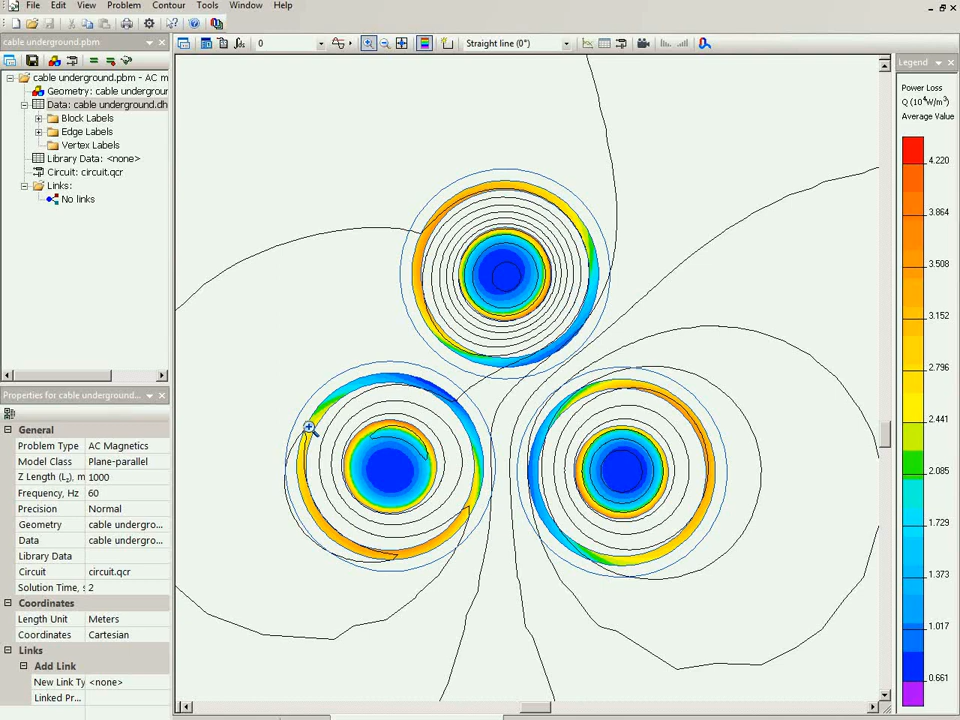 File Edit View Contour Tools Window Help
0
Straight line (0°)
cable underground.pbm
cable underground.pbm - AC m
Geometry: cable undergrour
Data: cable underground.dh
Block Labels
Edge Labels
Vertex Labels
Library Data: <none>
Circuit: circuit.qcr
Links:
No links
Properties for cable underground...
General
Problem Type AC Magnetics
Model Class Plane-parallel
Z Length (Lz), m 1000
Frequency, Hz 60
Precision Normal
Geometry cable undergro...
Data cable undergro...
Library Data
Circuit circuit.qcr
Solution Time, s 2
Coordinates
Length Unit Meters
Coordinates Cartesian
Links
Add Link
New Link Ty <none>
Linked Pr...
Legend
Power Loss
Q (10⁴W/m³)
Average Value
4.220
3.864
3.508
3.152
2.796
2.441
2.085
1.729
1.373
1.017
0.661